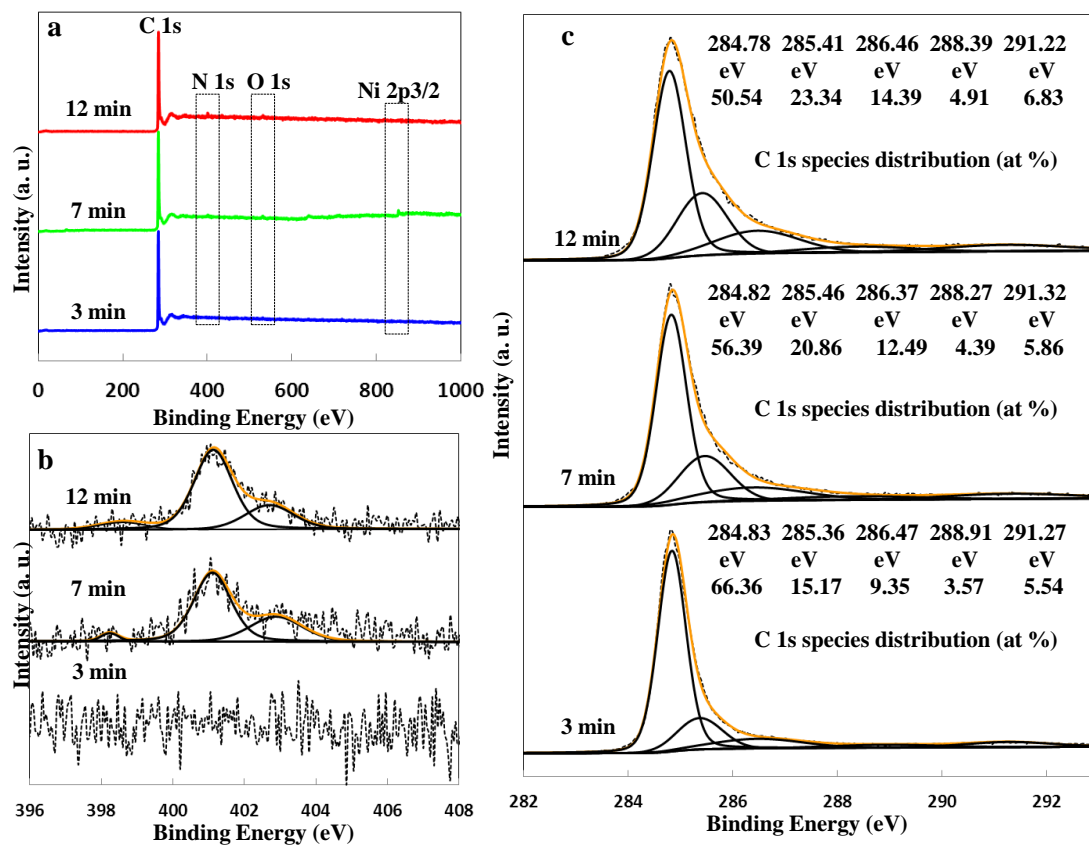 a
C 1s
N 1s O 1s
Ni 2p3/2
12 min
7 min
3 min
Intensity (a. u.)
0 200 400 600 800 1000
Binding Energy (eV)
b
12 min
7 min
3 min
Intensity (a. u.)
396 398 400 402 404 406 408
Binding Energy (eV)
c
284.78 285.41 286.46 288.39 291.22
eV eV eV eV eV
50.54 23.34 14.39 4.91 6.83
C 1s species distribution (at %)
12 min
284.82 285.46 286.37 288.27 291.32
eV eV eV eV eV
56.39 20.86 12.49 4.39 5.86
C 1s species distribution (at %)
7 min
284.83 285.36 286.47 288.91 291.27
eV eV eV eV eV
66.36 15.17 9.35 3.57 5.54
C 1s species distribution (at %)
3 min
Intensity (a. u.)
282 284 286 288 290 292
Binding Energy (eV)